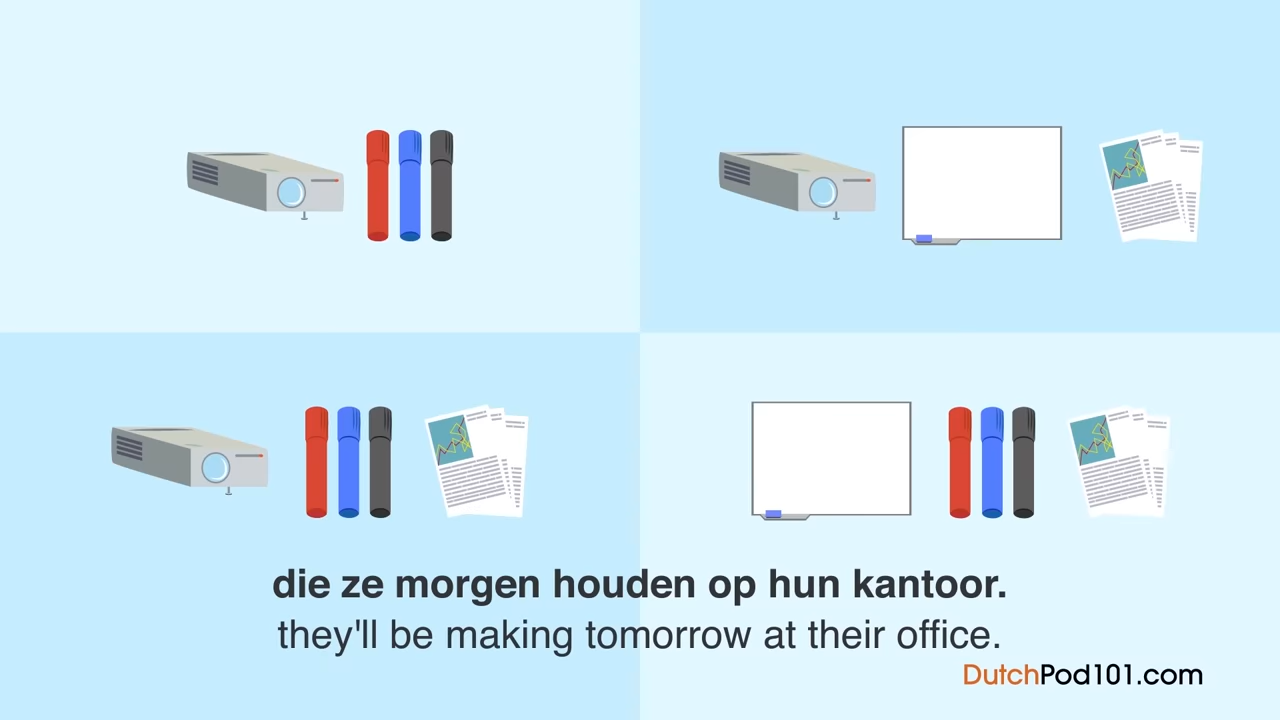 die ze morgen houden op hun kantoor.
they'll be making tomorrow at their office.
DutchPod101.com